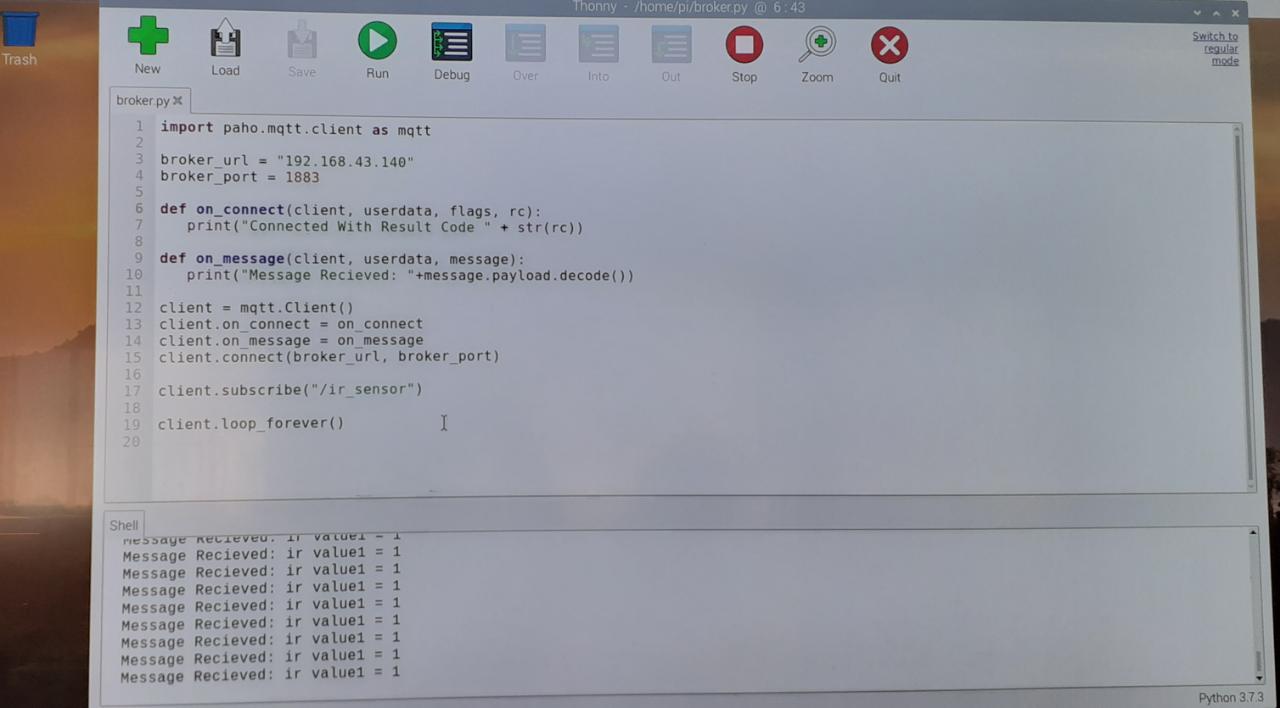 Thonny - /home/pi/broker.py @ 6:43
Trash
New Load Save Run Debug Over Into Out Stop Zoom Quit
Switch to
regular
mode
broker.py
1 import paho.mqtt.client as mqtt
2
3 broker_url = "192.168.43.140"
4 broker_port = 1883
5
6 def on_connect(client, userdata, flags, rc):
7 print("Connected With Result Code " + str(rc))
8
9 def on_message(client, userdata, message):
10 print("Message Recieved: "+message.payload.decode())
11
12 client = mqtt.Client()
13 client.on_connect = on_connect
14 client.on_message = on_message
15 client.connect(broker_url, broker_port)
16
17 client.subscribe("/ir_sensor")
18
19 client.loop_forever()
20
Shell
Message Recieved: ir value1 = 1
Message Recieved: ir value1 = 1
Message Recieved: ir value1 = 1
Message Recieved: ir value1 = 1
Message Recieved: ir value1 = 1
Message Recieved: ir value1 = 1
Message Recieved: ir value1 = 1
Message Recieved: ir value1 = 1
Message Recieved: ir value1 = 1
Python 3.7.3